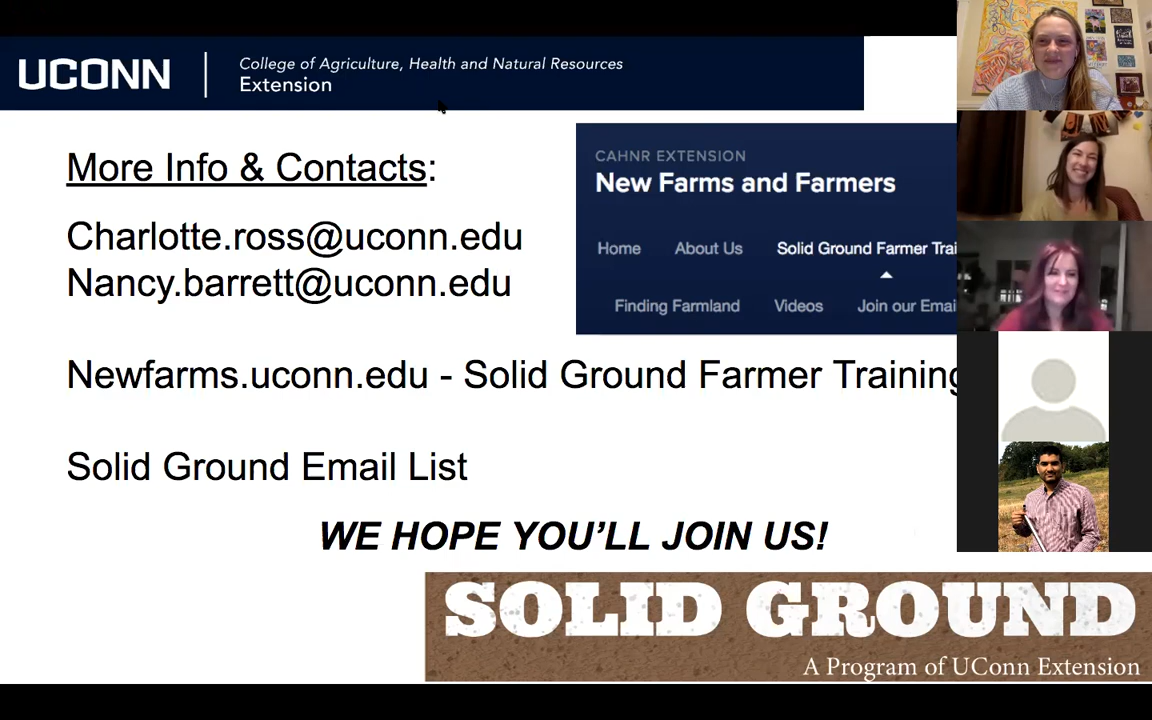 UCONN
College of Agriculture, Health and Natural Resources
Extension
More Info & Contacts:
Charlotte.ross@uconn.edu
Nancy.barrett@uconn.edu
CAHNR EXTENSION
New Farms and Farmers
Home About Us Solid Ground Farmer Trai
Finding Farmland Videos Join our Emai
Newfarms.uconn.edu - Solid Ground Farmer Training
Solid Ground Email List
WE HOPE YOU'LL JOIN US!
SOLID GROUND
A Program of UConn Extension